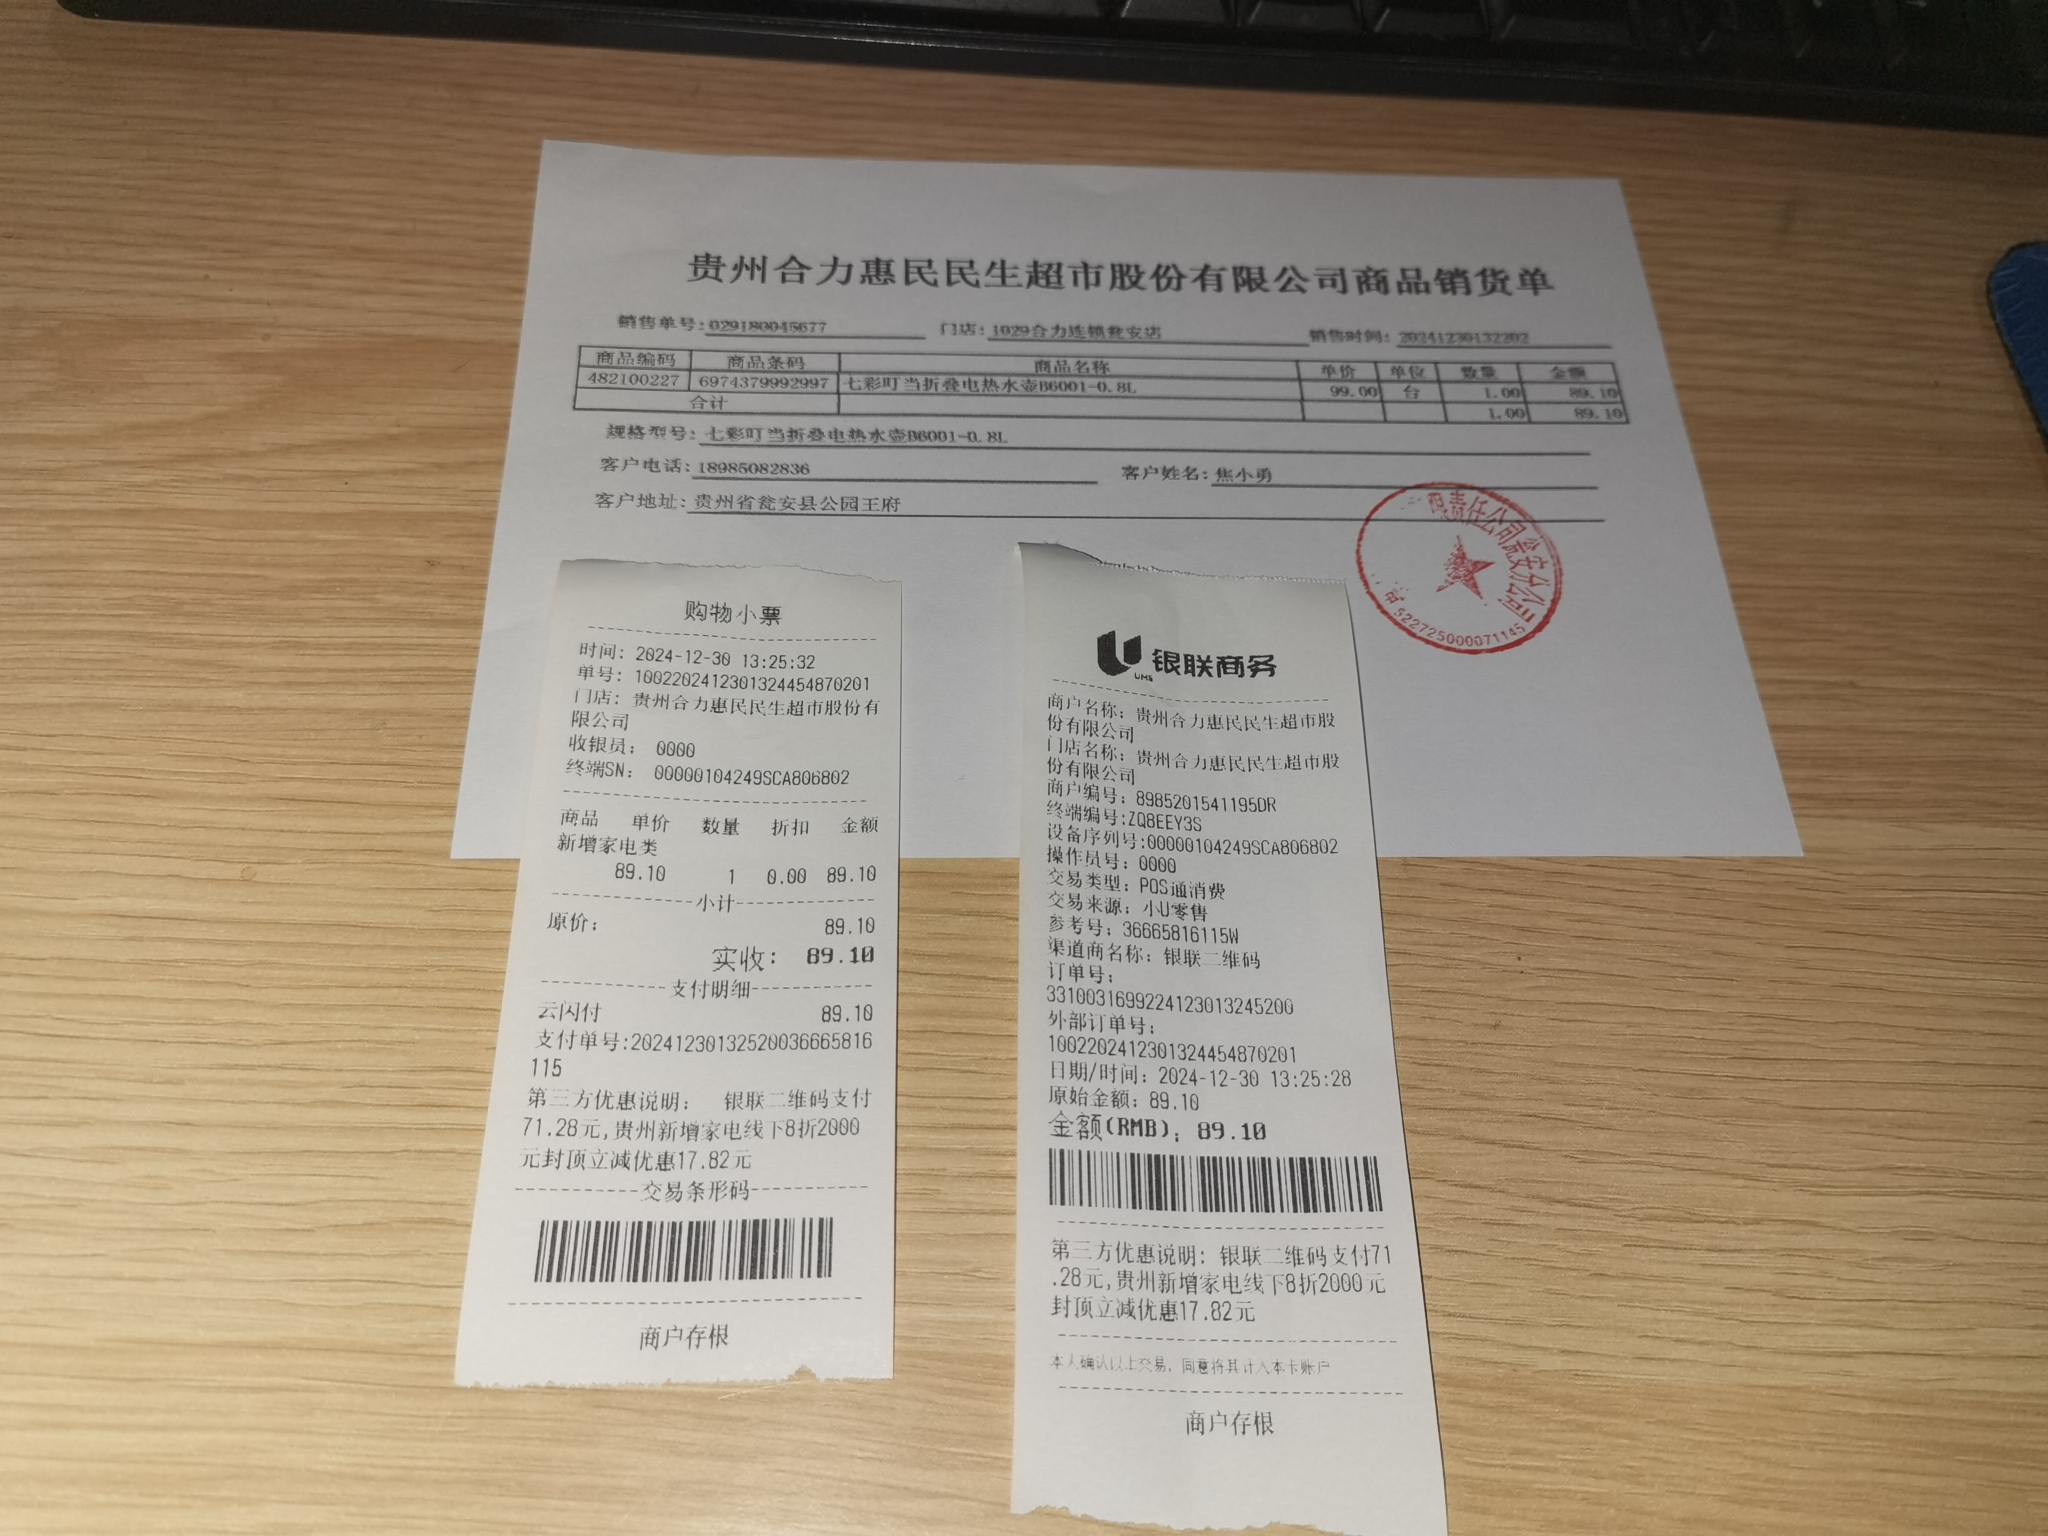 贵州合力惠民民生超市股份有限公司商品销货单
销售单号: 029180045677 门店: 1029合力连锁瓮安店 销售时间: 20241230132202
商品编码 商品条码 商品名称 单价 单位 数量 金额
482100227 6974379992997 七彩叮当折叠电热水壶B6001-0.8L 99.00 台 1.00 89.10
合计 1.00 89.10
规格型号: 七彩叮当折叠电热水壶B6001-0.8L
客户电话: 18985082836 客户姓名: 焦小勇
客户地址: 贵州省瓮安县公园王府
限责任公司瓮安分公司
522725000071145
购物小票
时间: 2024-12-30 13:25:32
单号: 10022024123013244548​70201
门店: 贵州合力惠民民生超市股份有
限公司
收银员: 0000
终端SN: 00000104249SCA806802
商品 单价 数量 折扣 金额
新增家电类
89.10 1 0.00 89.10
小计
原价: 89.10
实收: 89.10
支付明细
云闪付 89.10
支付单号:20241230132520036665816
115
第三方优惠说明: 银联二维码支付
71.28元,贵州新增家电线下8折2000
元封顶立减优惠17.82元
交易条形码
商户存根
UMS 银联商务
商户名称: 贵州合力惠民民生超市股
份有限公司
门店名称: 贵州合力惠民民生超市股
份有限公司
商户编号: 8985201541195DR
终端编号:ZQ8EEY3S
设备序列号:00000104249SCA806802
操作员号: 0000
交易类型: POS通消费
交易来源: 小U零售
参考号: 36665816115W
渠道商名称: 银联二维码
订单号:
33100316992241230132​45200
外部订单号:
1002202412301324454870201
日期/时间: 2024-12-30 13:25:28
原始金额: 89.10
金额(RMB): 89.10
第三方优惠说明: 银联二维码支付71
.28元,贵州新增家电线下8折2000元
封顶立减优惠17.82元
本人确认以上交易, 同意将其计入本卡账户
商户存根